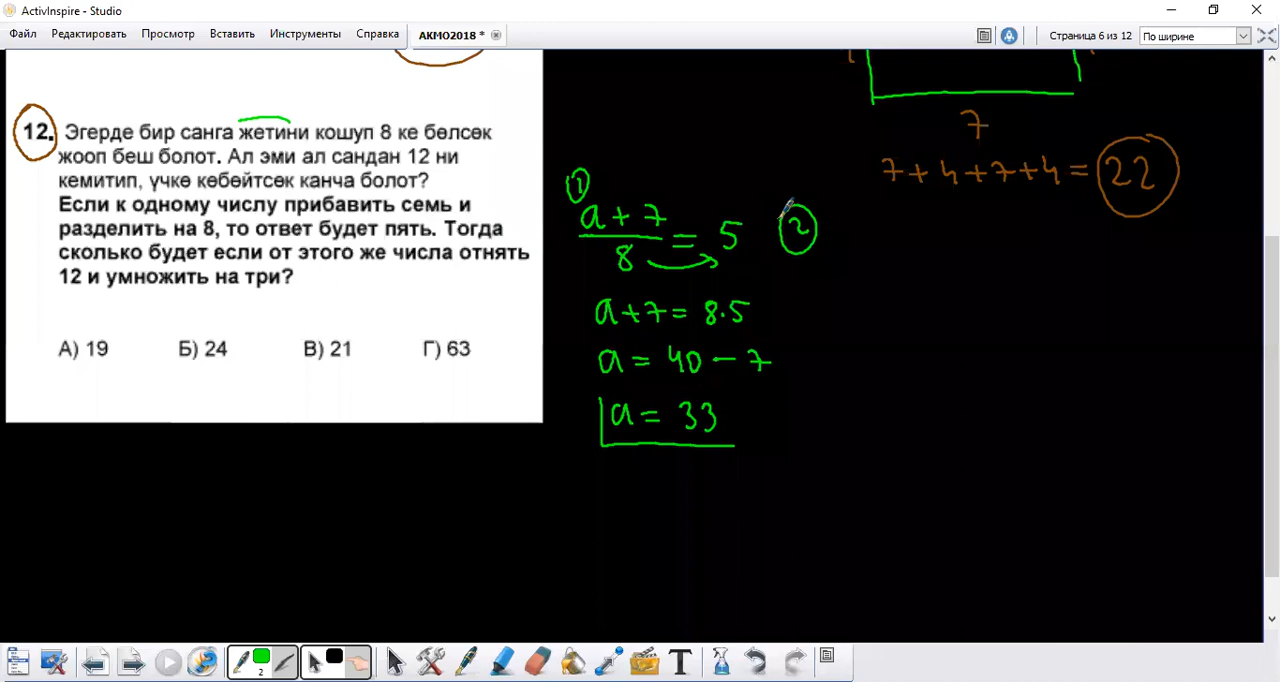 ActivInspire - Studio
Файл Редактировать Просмотр Вставить Инструменты Справка AKMO2018 * Страница 6 из 12 По ширине
12. Эгерде бир санга жетини кошуп 8 ке бөлсөк
жооп беш болот. Ал эми ал сандан 12 ни
кемитип, үчкө көбөйтсөк канча болот?
Если к одному числу прибавить семь и
разделить на 8, то ответ будет пять. Тогда
сколько будет если от этого же числа отнять
12 и умножить на три?
А) 19 Б) 24 В) 21 Г) 63
1
a + 7
8
= 5
a + 7 = 8.5
a = 40 - 7
a = 33
2
7
7 + 4 + 7 + 4 = 22
2
T